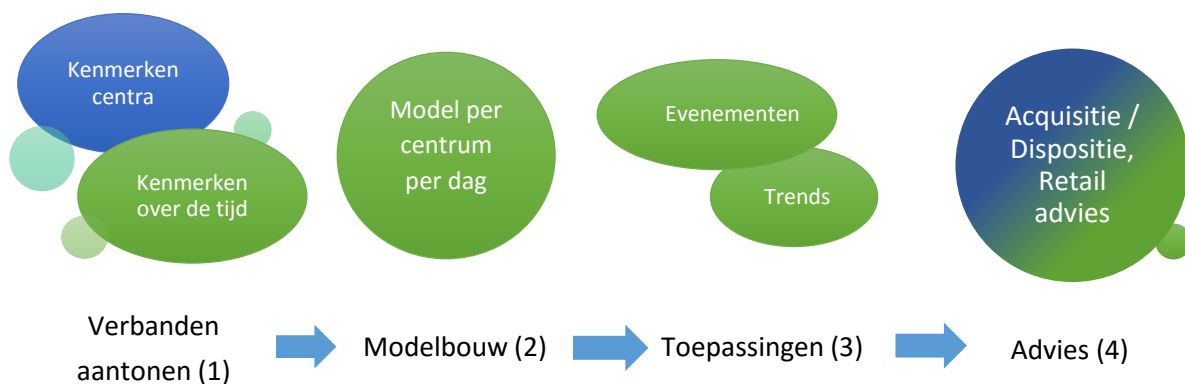 Kenmerken
centra
Kenmerken
over de tijd
Model per
centrum
per dag
Evenementen
Trends
Acquisitie /
Dispositie,
Retail
advies
Verbanden
aantonen (1)
Modelbouw (2)
Toepassingen (3)
Advies (4)